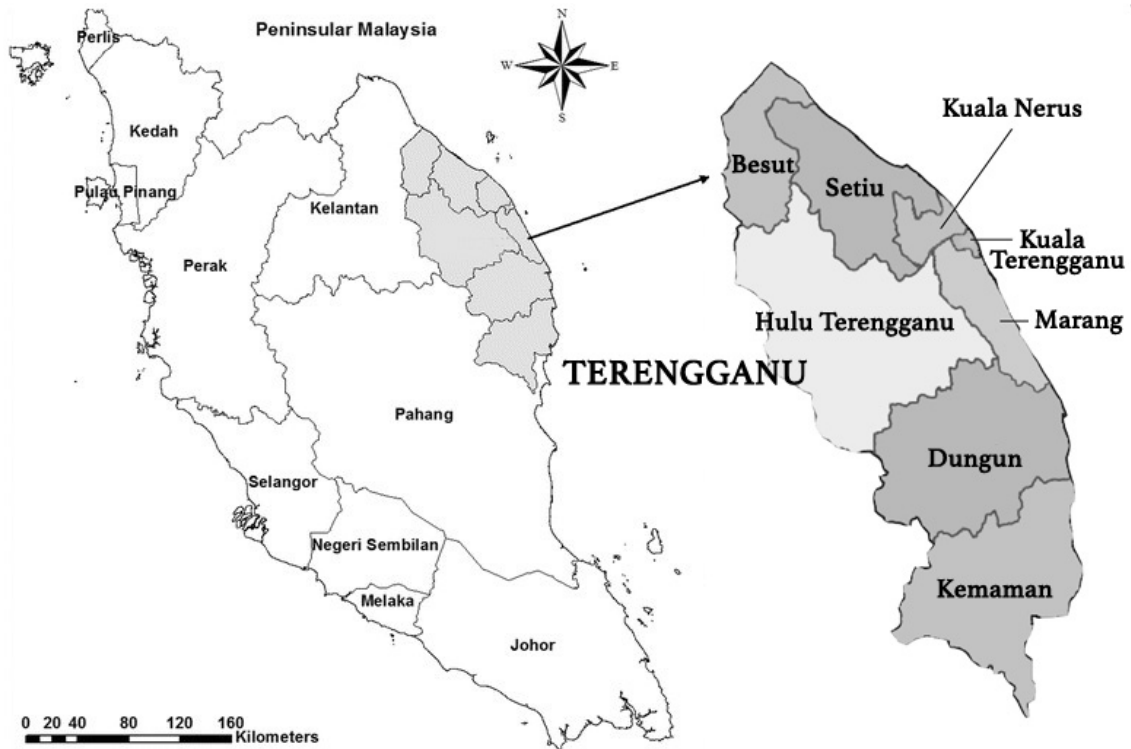 Peninsular Malaysia
N
W E
S
Perlis
Kedah
Pulau Pinang
Kelantan
Perak
TERENGGANU
Pahang
Selangor
Negeri Sembilan
Melaka
Johor
0 20 40 80 120 160
Kilometers
Kuala Nerus
Besut
Setiu
Kuala
Terengganu
Hulu Terengganu
Marang
Dungun
Kemaman